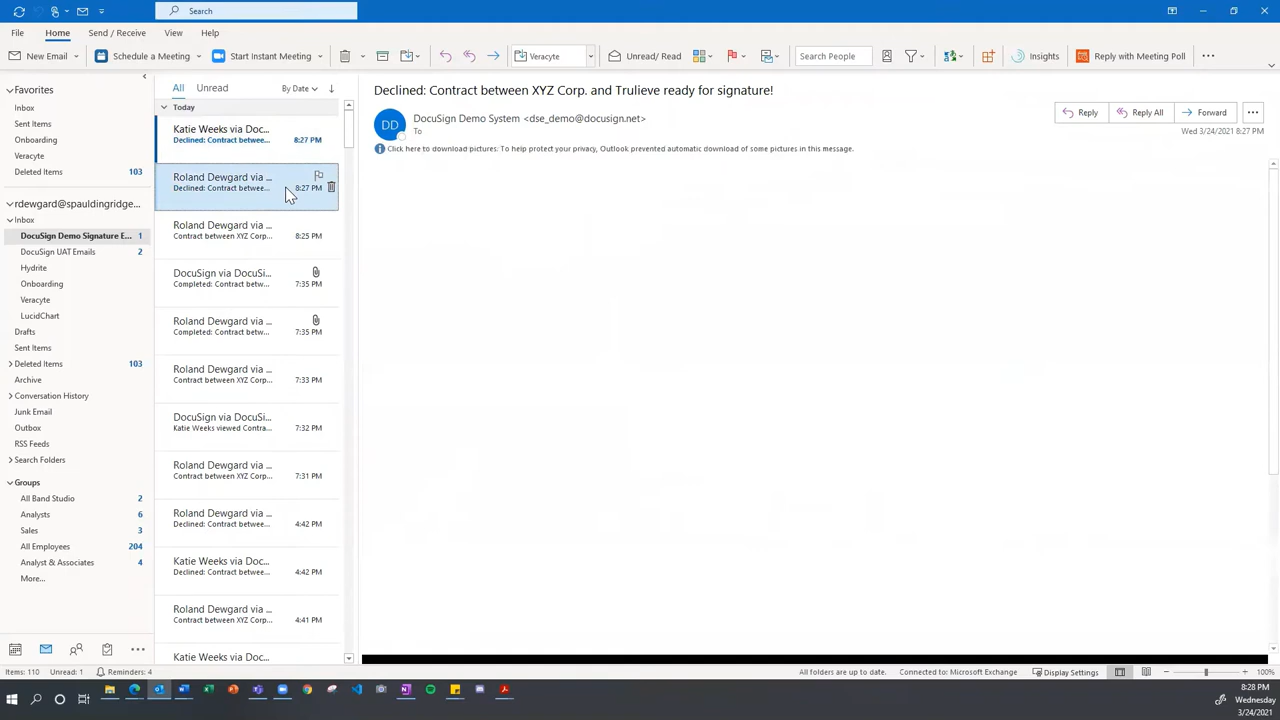 Search
File Home Send / Receive View Help
New Email Schedule a Meeting Start Instant Meeting Veracyte Unread/ Read Search People Insights Reply with Meeting Poll
Favorites
Inbox
Sent Items
Onboarding
Veracyte
Deleted Items 103
rdewgard@spauldingridge...
Inbox
DocuSign Demo Signature E... 1
DocuSign UAT Emails 2
Hydrite
Onboarding
Veracyte
LucidChart
Drafts
Sent Items
Deleted Items 103
Archive
Conversation History
Junk Email
Outbox
RSS Feeds
Search Folders
Groups
All Band Studio 2
Analysts 6
Sales 3
All Employees 204
Analyst & Associates 4
More...
All Unread By Date
Today
Katie Weeks via Doc...
Declined: Contract betwee... 8:27 PM
Roland Dewgard via ...
Declined: Contract betwee... 8:27 PM
Roland Dewgard via ...
Contract between XYZ Corp... 8:25 PM
DocuSign via DocuSi...
Completed: Contract betw... 7:35 PM
Roland Dewgard via ...
Completed: Contract betw... 7:35 PM
Roland Dewgard via ...
Contract between XYZ Corp... 7:33 PM
DocuSign via DocuSi...
Katie Weeks viewed Contra... 7:32 PM
Roland Dewgard via ...
Contract between XYZ Corp... 7:31 PM
Roland Dewgard via ...
Declined: Contract betwee... 4:42 PM
Katie Weeks via Doc...
Declined: Contract betwee... 4:42 PM
Roland Dewgard via ...
Contract between XYZ Corp... 4:41 PM
Katie Weeks via Doc...
Declined: Contract between XYZ Corp. and Trulieve ready for signature!
DD
DocuSign Demo System <dse_demo@docusign.net>
To
Reply Reply All Forward
Wed 3/24/2021 8:27 PM
Click here to download pictures. To help protect your privacy, Outlook prevented automatic download of some pictures in this message.
Items: 110 Unread: 1 Reminders: 4 All folders are up to date. Connected to: Microsoft Exchange Display Settings 100%
8:28 PM
Wednesday
3/24/2021